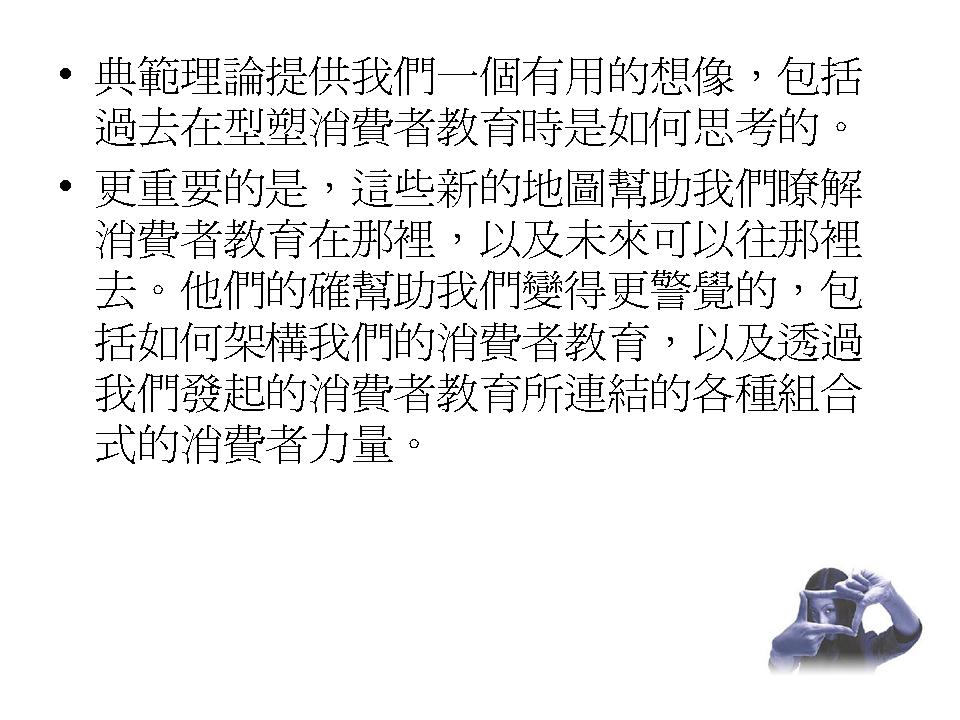 • 典範理論提供我們一個有用的想像，包括
過去在型塑消費者教育時是如何思考的。
• 更重要的是，這些新的地圖幫助我們瞭解
消費者教育在那裡，以及未來可以往那裡
去。他們的確幫助我們變得更警覺的，包
括如何架構我們的消費者教育，以及透過
我們發起的消費者教育所連結的各種組合
式的消費者力量。